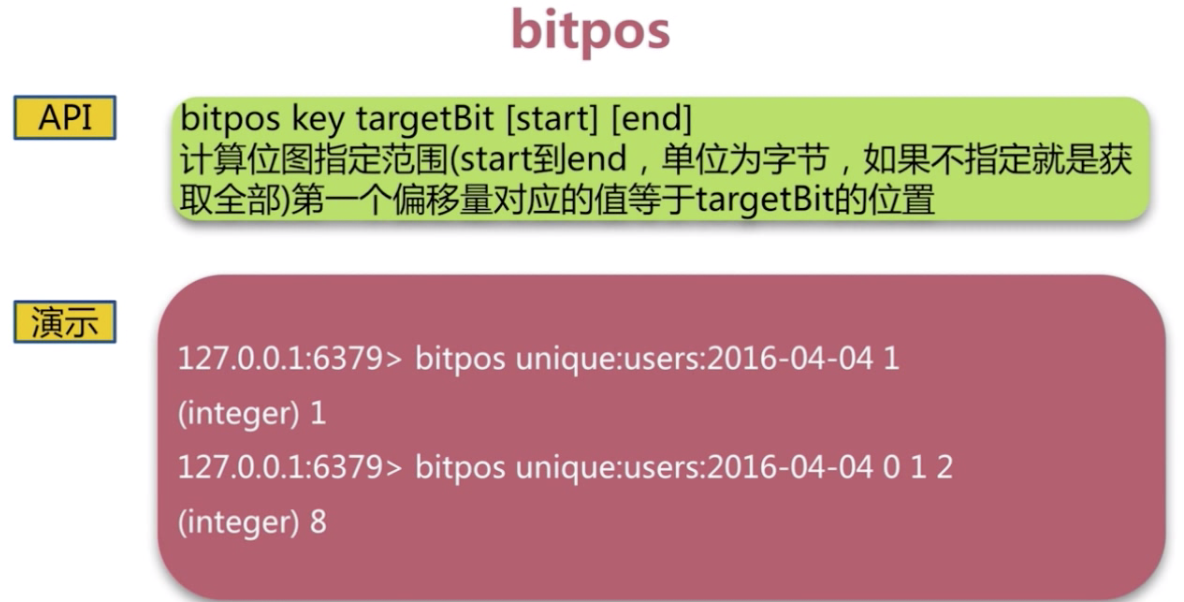 bitpos
API
bitpos key targetBit [start] [end]
计算位图指定范围(start到end，单位为字节，如果不指定就是获
取全部)第一个偏移量对应的值等于targetBit的位置
演示
127.0.0.1:6379> bitpos unique:users:2016-04-04 1
(integer) 1
127.0.0.1:6379> bitpos unique:users:2016-04-04 0 1 2
(integer) 8